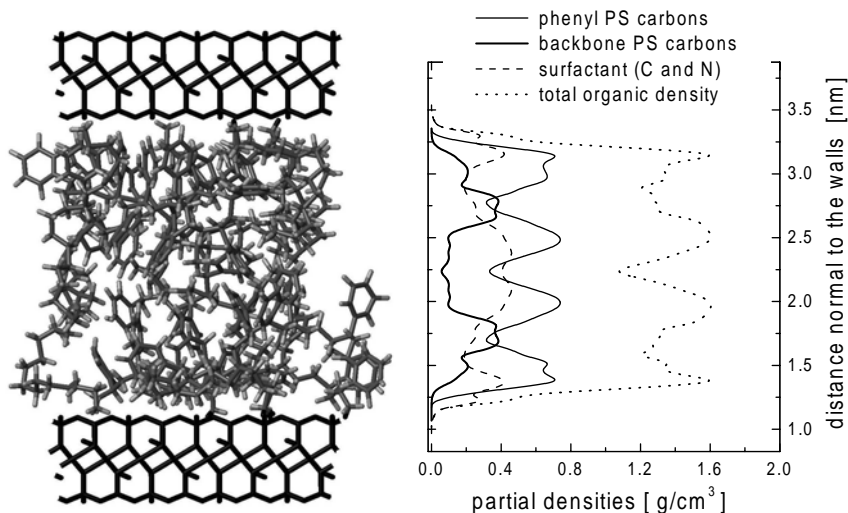 phenyl PS carbons
backbone PS carbons
surfactant (C and N)
total organic density
3.5
3.0
2.5
2.0
1.5
1.0
distance normal to the walls [nm]
0.0 0.4 0.8 1.2 1.6 2.0
partial densities [ g/cm³ ]